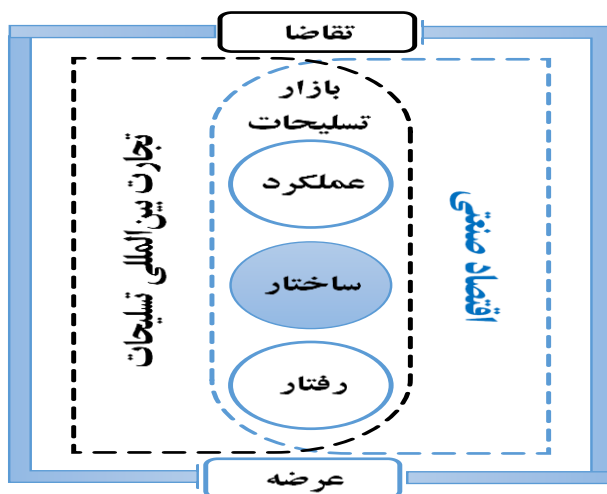 تقاضا
بازار
تسلیحات
عملکرد
ساختار
رفتار
اقتصاد صنعتی
تجارت بین‌المللی تسلیحات
عرضه